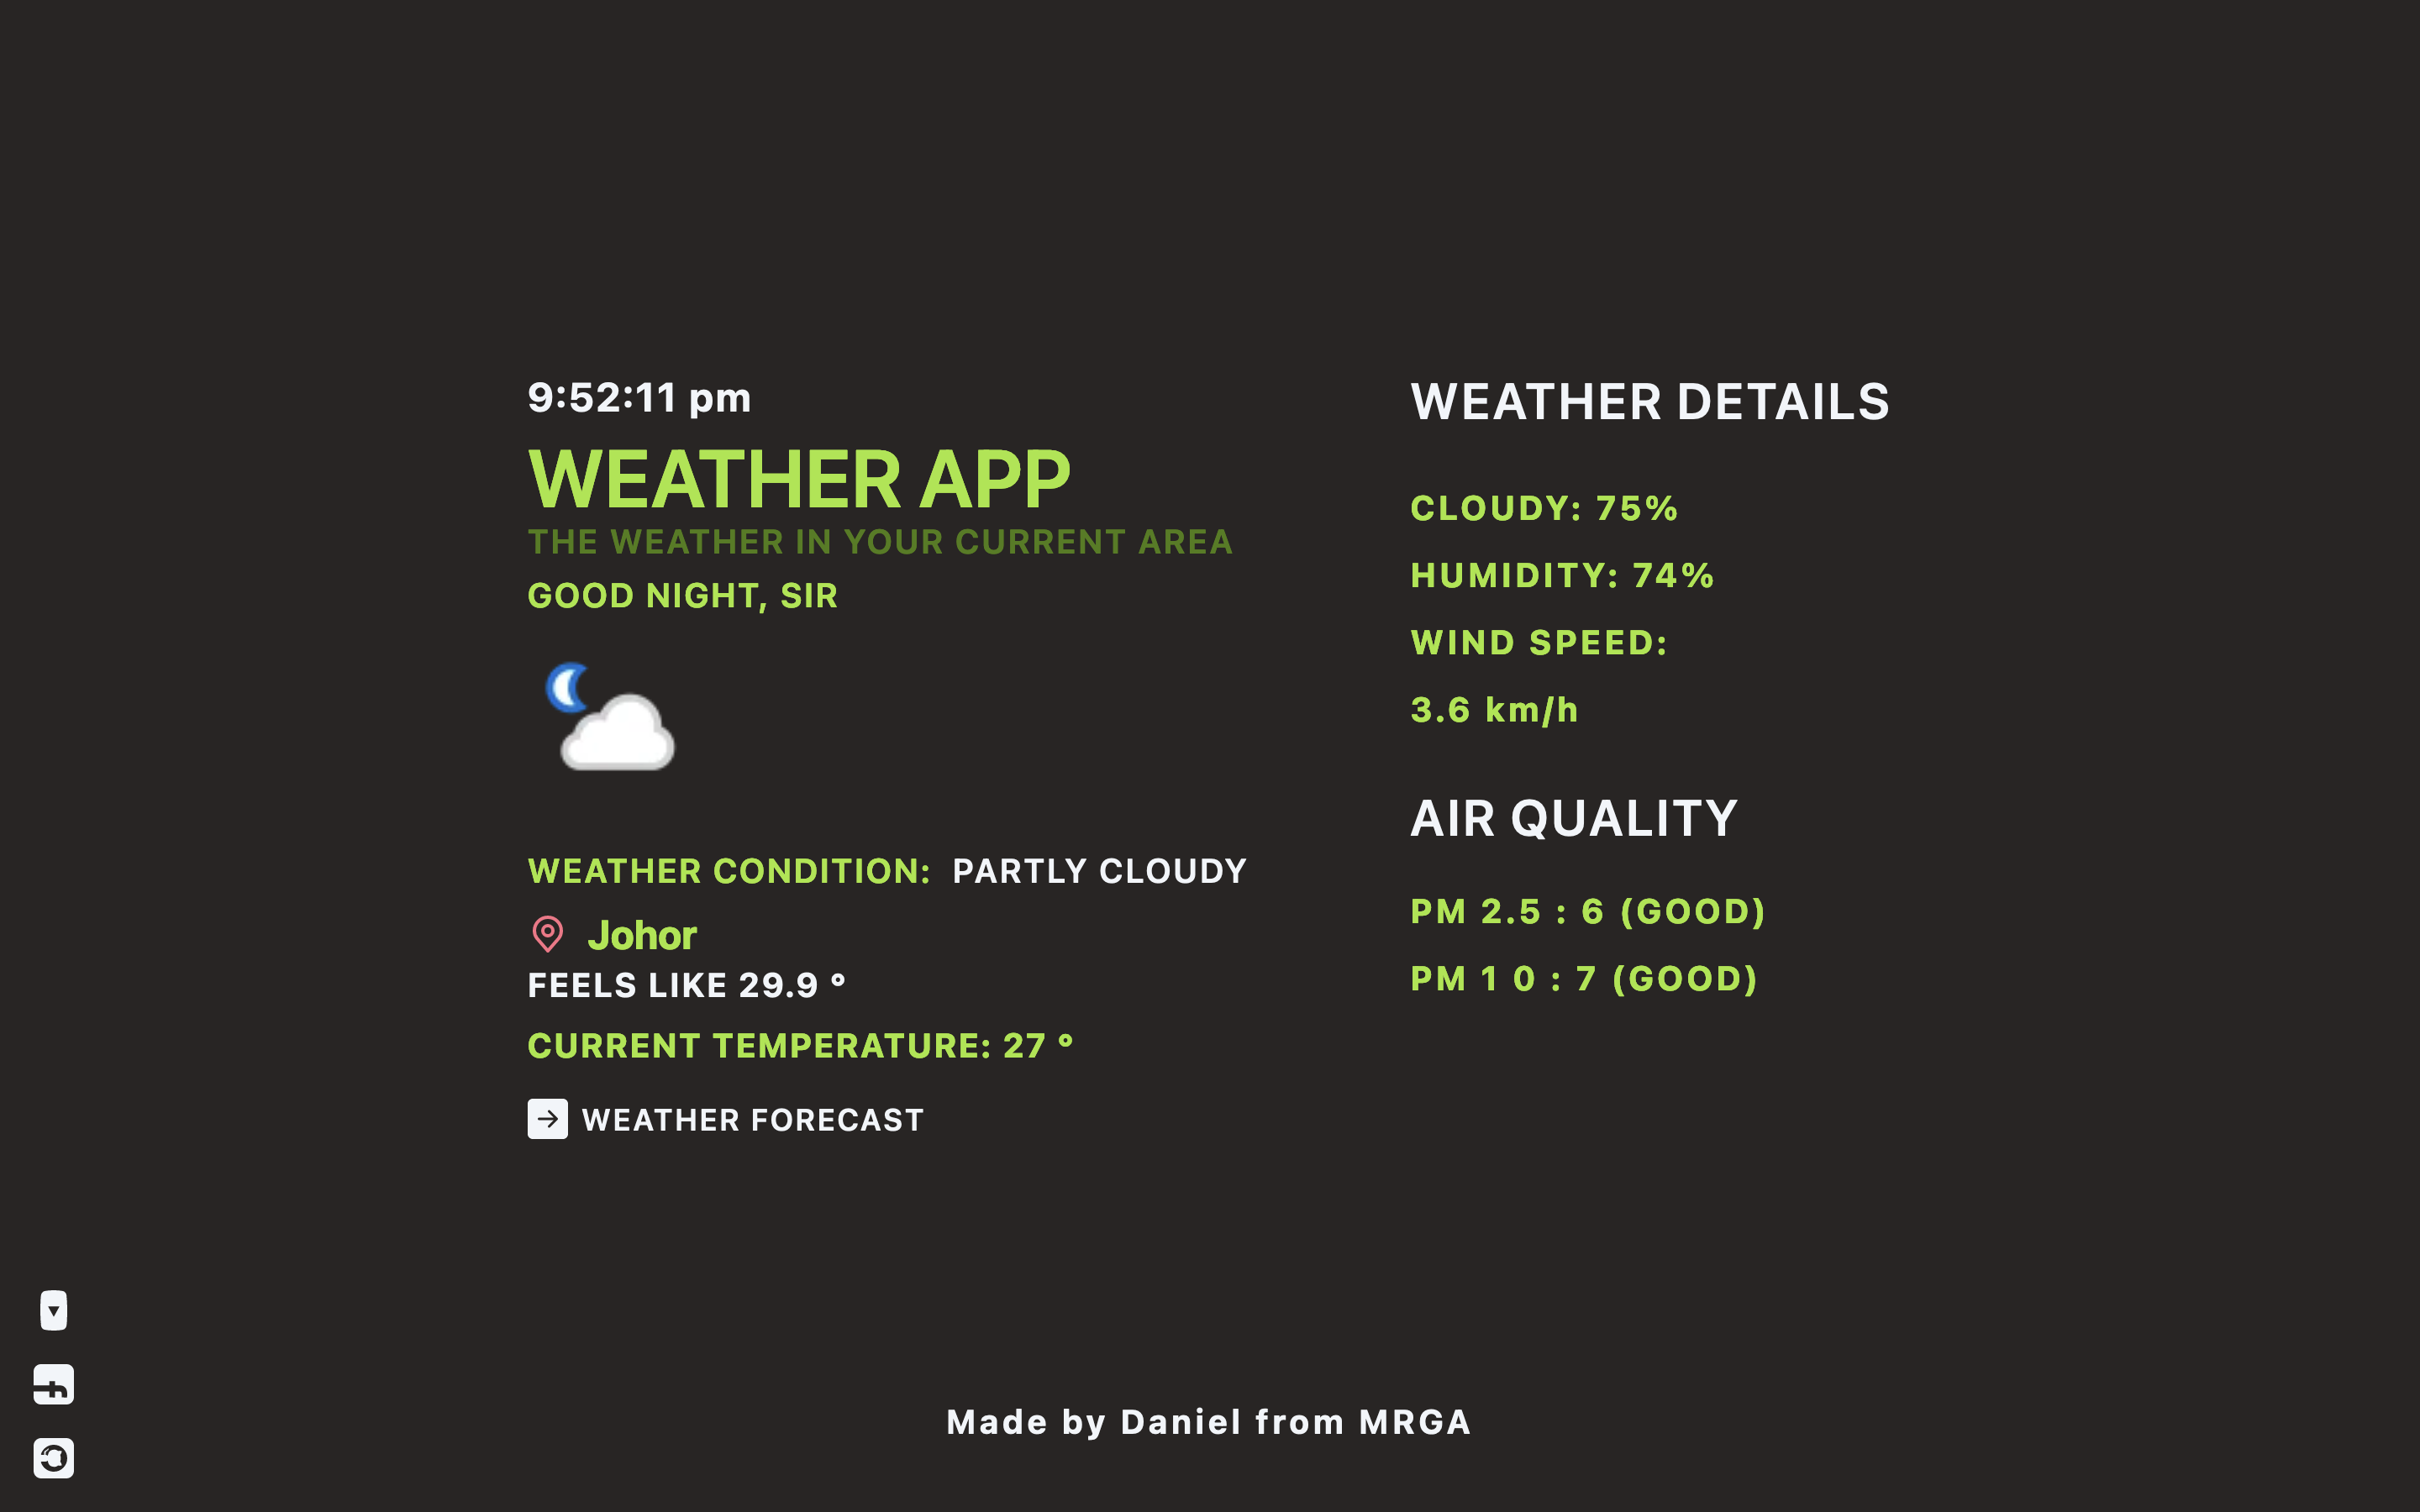 9:52:11 pm
WEATHER APP
THE WEATHER IN YOUR CURRENT AREA
GOOD NIGHT, SIR
WEATHER CONDITION: PARTLY CLOUDY
Johor
FEELS LIKE 29.9 °
CURRENT TEMPERATURE: 27 °
WEATHER FORECAST
WEATHER DETAILS
CLOUDY: 75%
HUMIDITY: 74%
WIND SPEED:
3.6 km/h
AIR QUALITY
PM 2.5 : 6 (GOOD)
PM 1 0 : 7 (GOOD)
Made by Daniel from MRGA